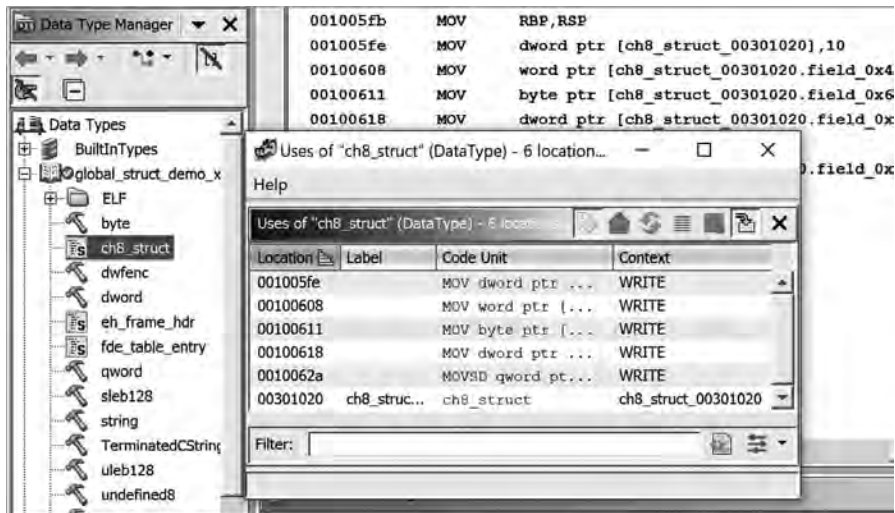 Data Type Manager
Data Types
BuiltInTypes
global_struct_demo_x
ELF
byte
ch8_struct
dwfenc
dword
eh_frame_hdr
fde_table_entry
qword
sleb128
string
TerminatedCString
uleb128
undefined8
001005fb MOV RBP,RSP
001005fe MOV dword ptr [ch8_struct_00301020],10
00100608 MOV word ptr [ch8_struct_00301020.field_0x4
00100611 MOV byte ptr [ch8_struct_00301020.field_0x6
00100618 MOV dword ptr [ch8_struct_00301020.field_0x
.field_0x
Uses of "ch8_struct" (DataType) - 6 location...
Help
Uses of "ch8_struct" (DataType) - 6 locat
Location Label Code Unit Context
001005fe MOV dword ptr ... WRITE
00100608 MOV word ptr [... WRITE
00100611 MOV byte ptr [... WRITE
00100618 MOV dword ptr ... WRITE
0010062a MOVSD qword pt... WRITE
00301020 ch8_struc... ch8_struct ch8_struct_00301020
Filter: